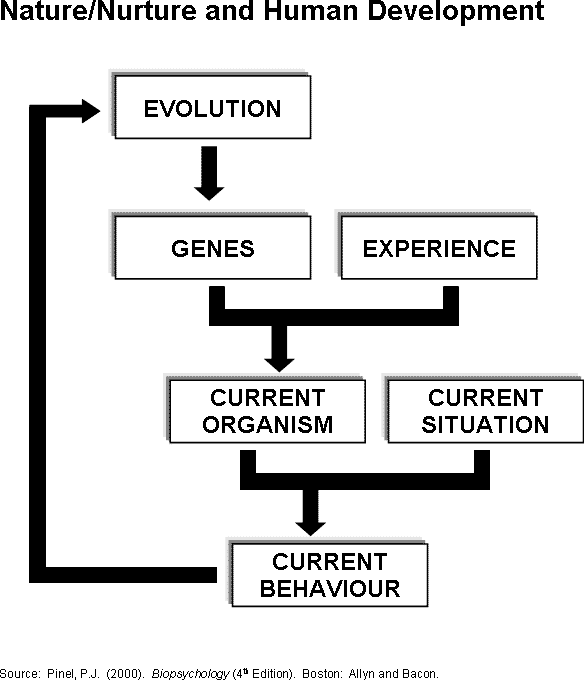 Nature/Nurture and Human Development
EVOLUTION
GENES
EXPERIENCE
CURRENT
ORGANISM
CURRENT
SITUATION
CURRENT
BEHAVIOUR
Source: Pinel, P.J. (2000). Biopsychology (4th Edition). Boston: Allyn and Bacon.